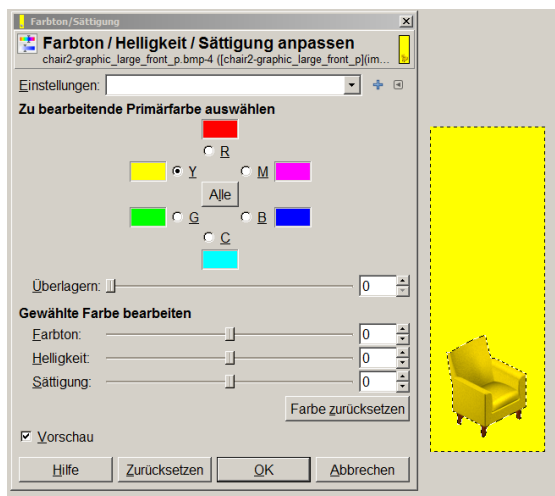 Farbton/Sättigung
Farbton / Helligkeit / Sättigung anpassen
chair2-graphic_large_front_p.bmp-4 ([chair2-graphic_large_front_p](im...
Einstellungen:
Zu bearbeitende Primärfarbe auswählen
R
Y M
Alle
G B
C
Überlagern: 0
Gewählte Farbe bearbeiten
Farbton: 0
Helligkeit: 0
Sättigung: 0
Farbe zurücksetzen
Vorschau
Hilfe Zurücksetzen OK Abbrechen